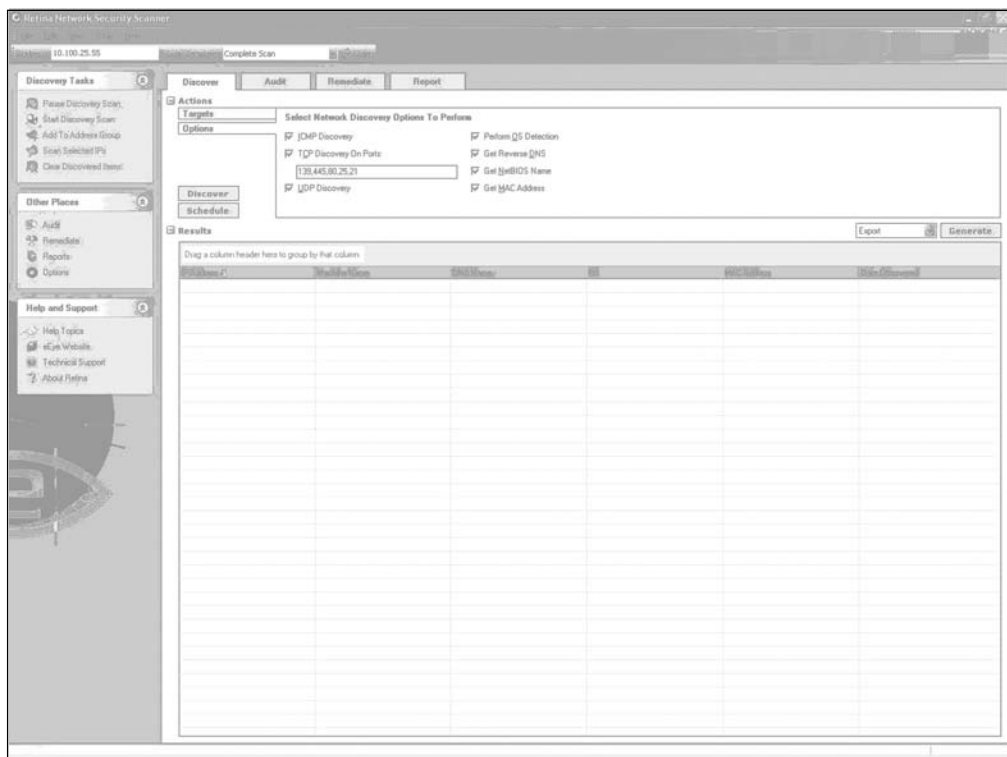 Retina Network Security Scanner
10.100.25.55
Complete Scan
Discovery Tasks
Pause Discovery Scan
Start Discovery Scan
Add To Address Group
Scan Selected IPs
Clear Discovered Items
Other Places
Audit
Remediate
Reports
Options
Help and Support
Help Topics
eEye Website
Technical Support
About Retina
Discover
Audit
Remediate
Report
Actions
Targets
Options
Discover
Schedule
Select Network Discovery Options To Perform
ICMP Discovery
TCP Discovery On Ports:
139,445,80,25,21
UDP Discovery
Perform OS Detection
Get Reverse DNS
Get NetBIOS Name
Get MAC Address
Results
Export
Generate
Drag a column header here to group by that column